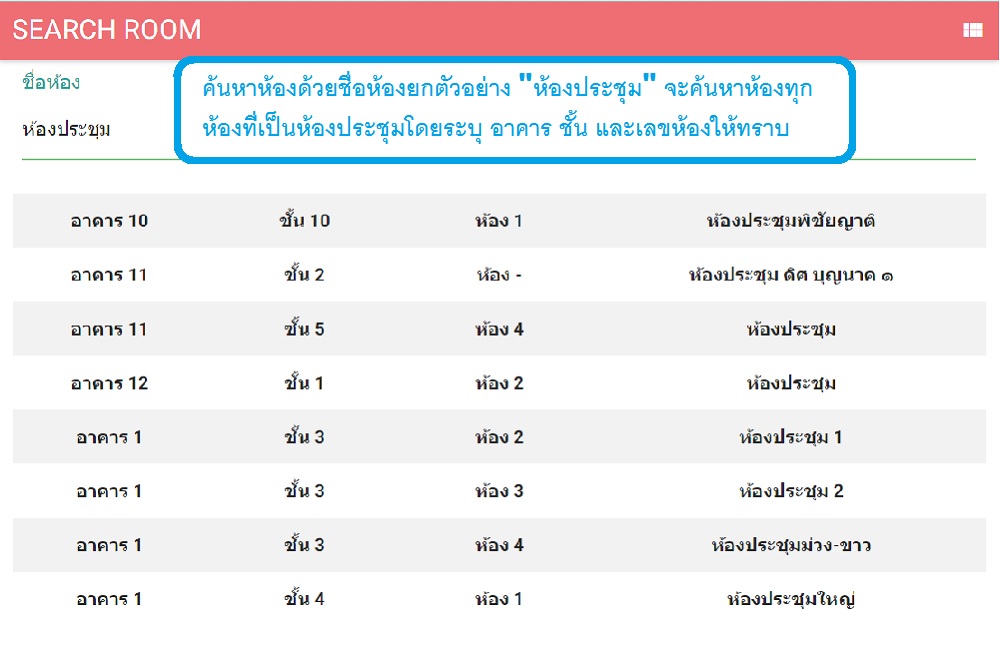 SEARCH ROOM
ชื่อห้อง
ค้นหาห้องด้วยชื่อห้องยกตัวอย่าง "ห้องประชุม" จะค้นหาห้องทุก
ห้องที่เป็นห้องประชุมโดยระบุ อาคาร ชั้น และเลขห้องให้ทราบ
ห้องประชุม
อาคาร 10 ชั้น 10 ห้อง 1 ห้องประชุมพิชัยญาติ
อาคาร 11 ชั้น 2 ห้อง - ห้องประชุม ดิศ บุญนาค ๑
อาคาร 11 ชั้น 5 ห้อง 4 ห้องประชุม
อาคาร 12 ชั้น 1 ห้อง 2 ห้องประชุม
อาคาร 1 ชั้น 3 ห้อง 2 ห้องประชุม 1
อาคาร 1 ชั้น 3 ห้อง 3 ห้องประชุม 2
อาคาร 1 ชั้น 3 ห้อง 4 ห้องประชุมม่วง-ขาว
อาคาร 1 ชั้น 4 ห้อง 1 ห้องประชุมใหญ่